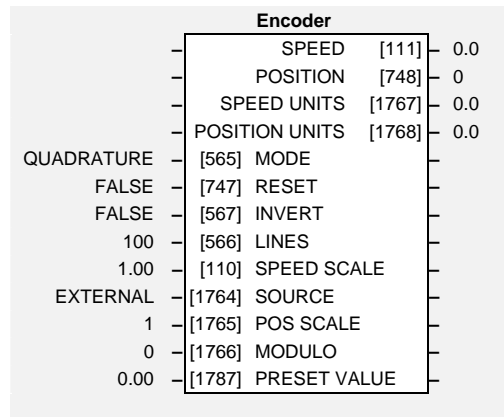 Encoder
SPEED [111] – 0.0
POSITION [748] – 0
SPEED UNITS [1767] – 0.0
POSITION UNITS [1768] – 0.0
QUADRATURE – [565] MODE –
FALSE – [747] RESET –
FALSE – [567] INVERT –
100 – [566] LINES –
1.00 – [110] SPEED SCALE –
EXTERNAL – [1764] SOURCE –
1 – [1765] POS SCALE –
0 – [1766] MODULO –
0.00 – [1787] PRESET VALUE –